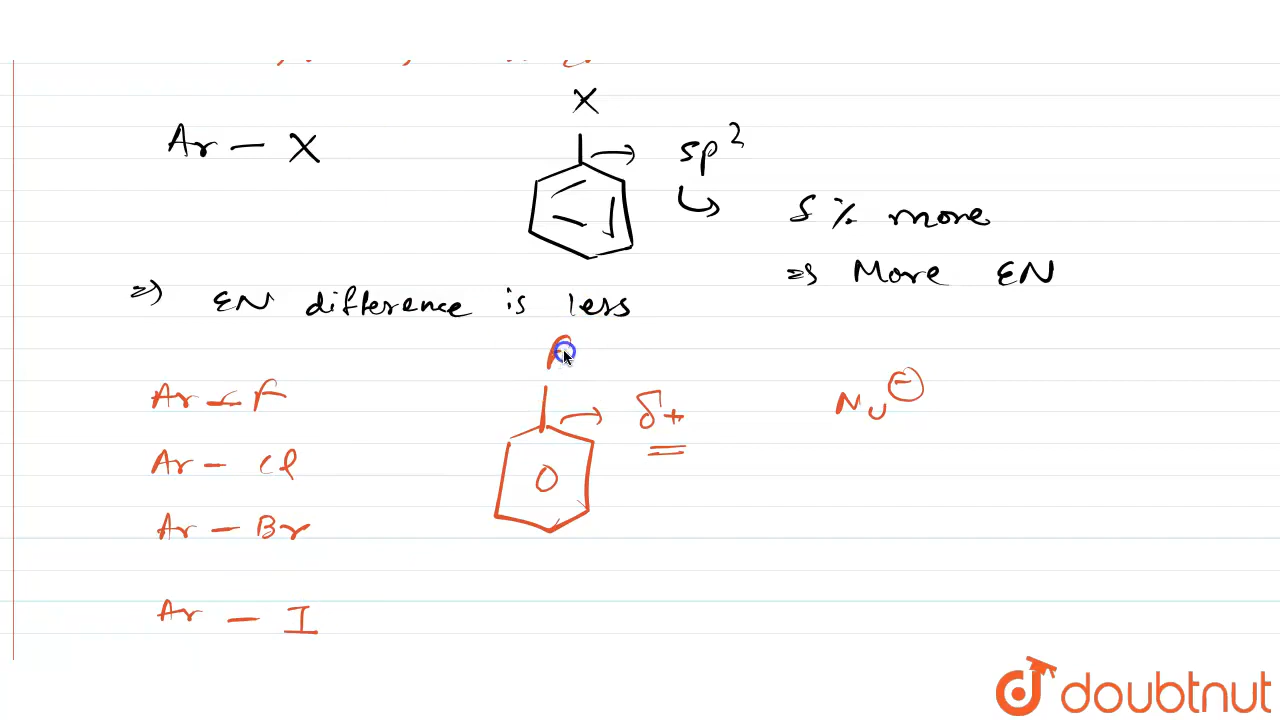 Ar - X
X
sp²
S % more
⇒ More EN
⇒ EN difference is less
Ar - F
δ+
Nu⊖
Ar - Cl
Ar - Br
Ar - I
doubtnut